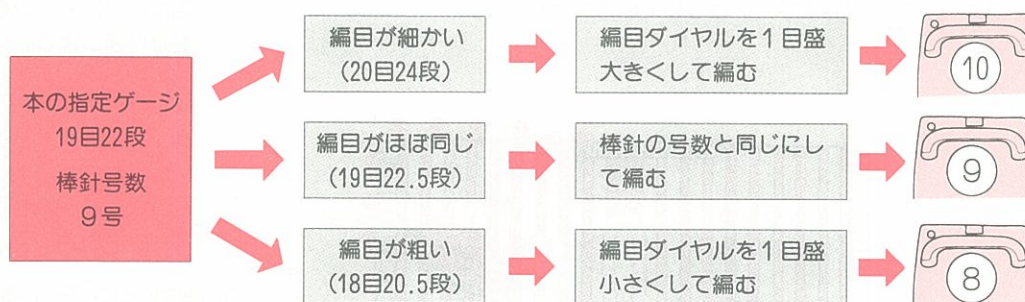 本の指定ゲージ
19目22段
棒針号数
9号
編目が細かい
(20目24段)
編目ダイヤルを1目盛
大きくして編む
10
編目がほぼ同じ
(19目22.5段)
棒針の号数と同じにし
て編む
9
編目が粗い
(18目20.5段)
編目ダイヤルを1目盛
小さくして編む
8